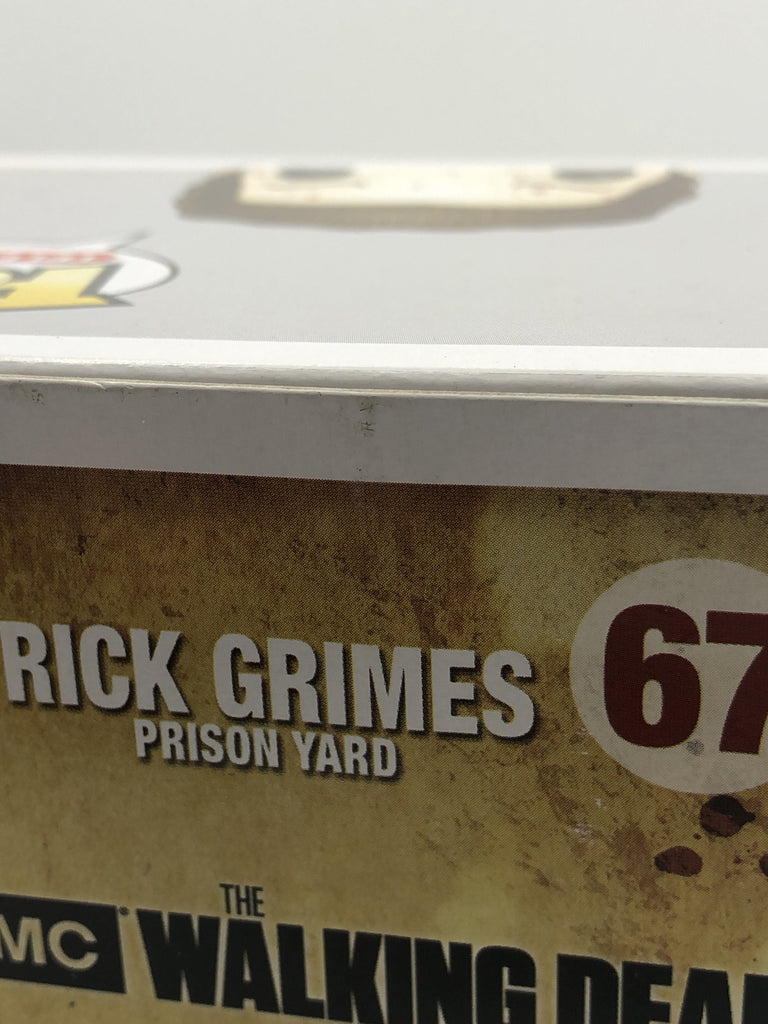 RICK GRIMES
PRISON YARD
67
MC
THE
WALKING DEA